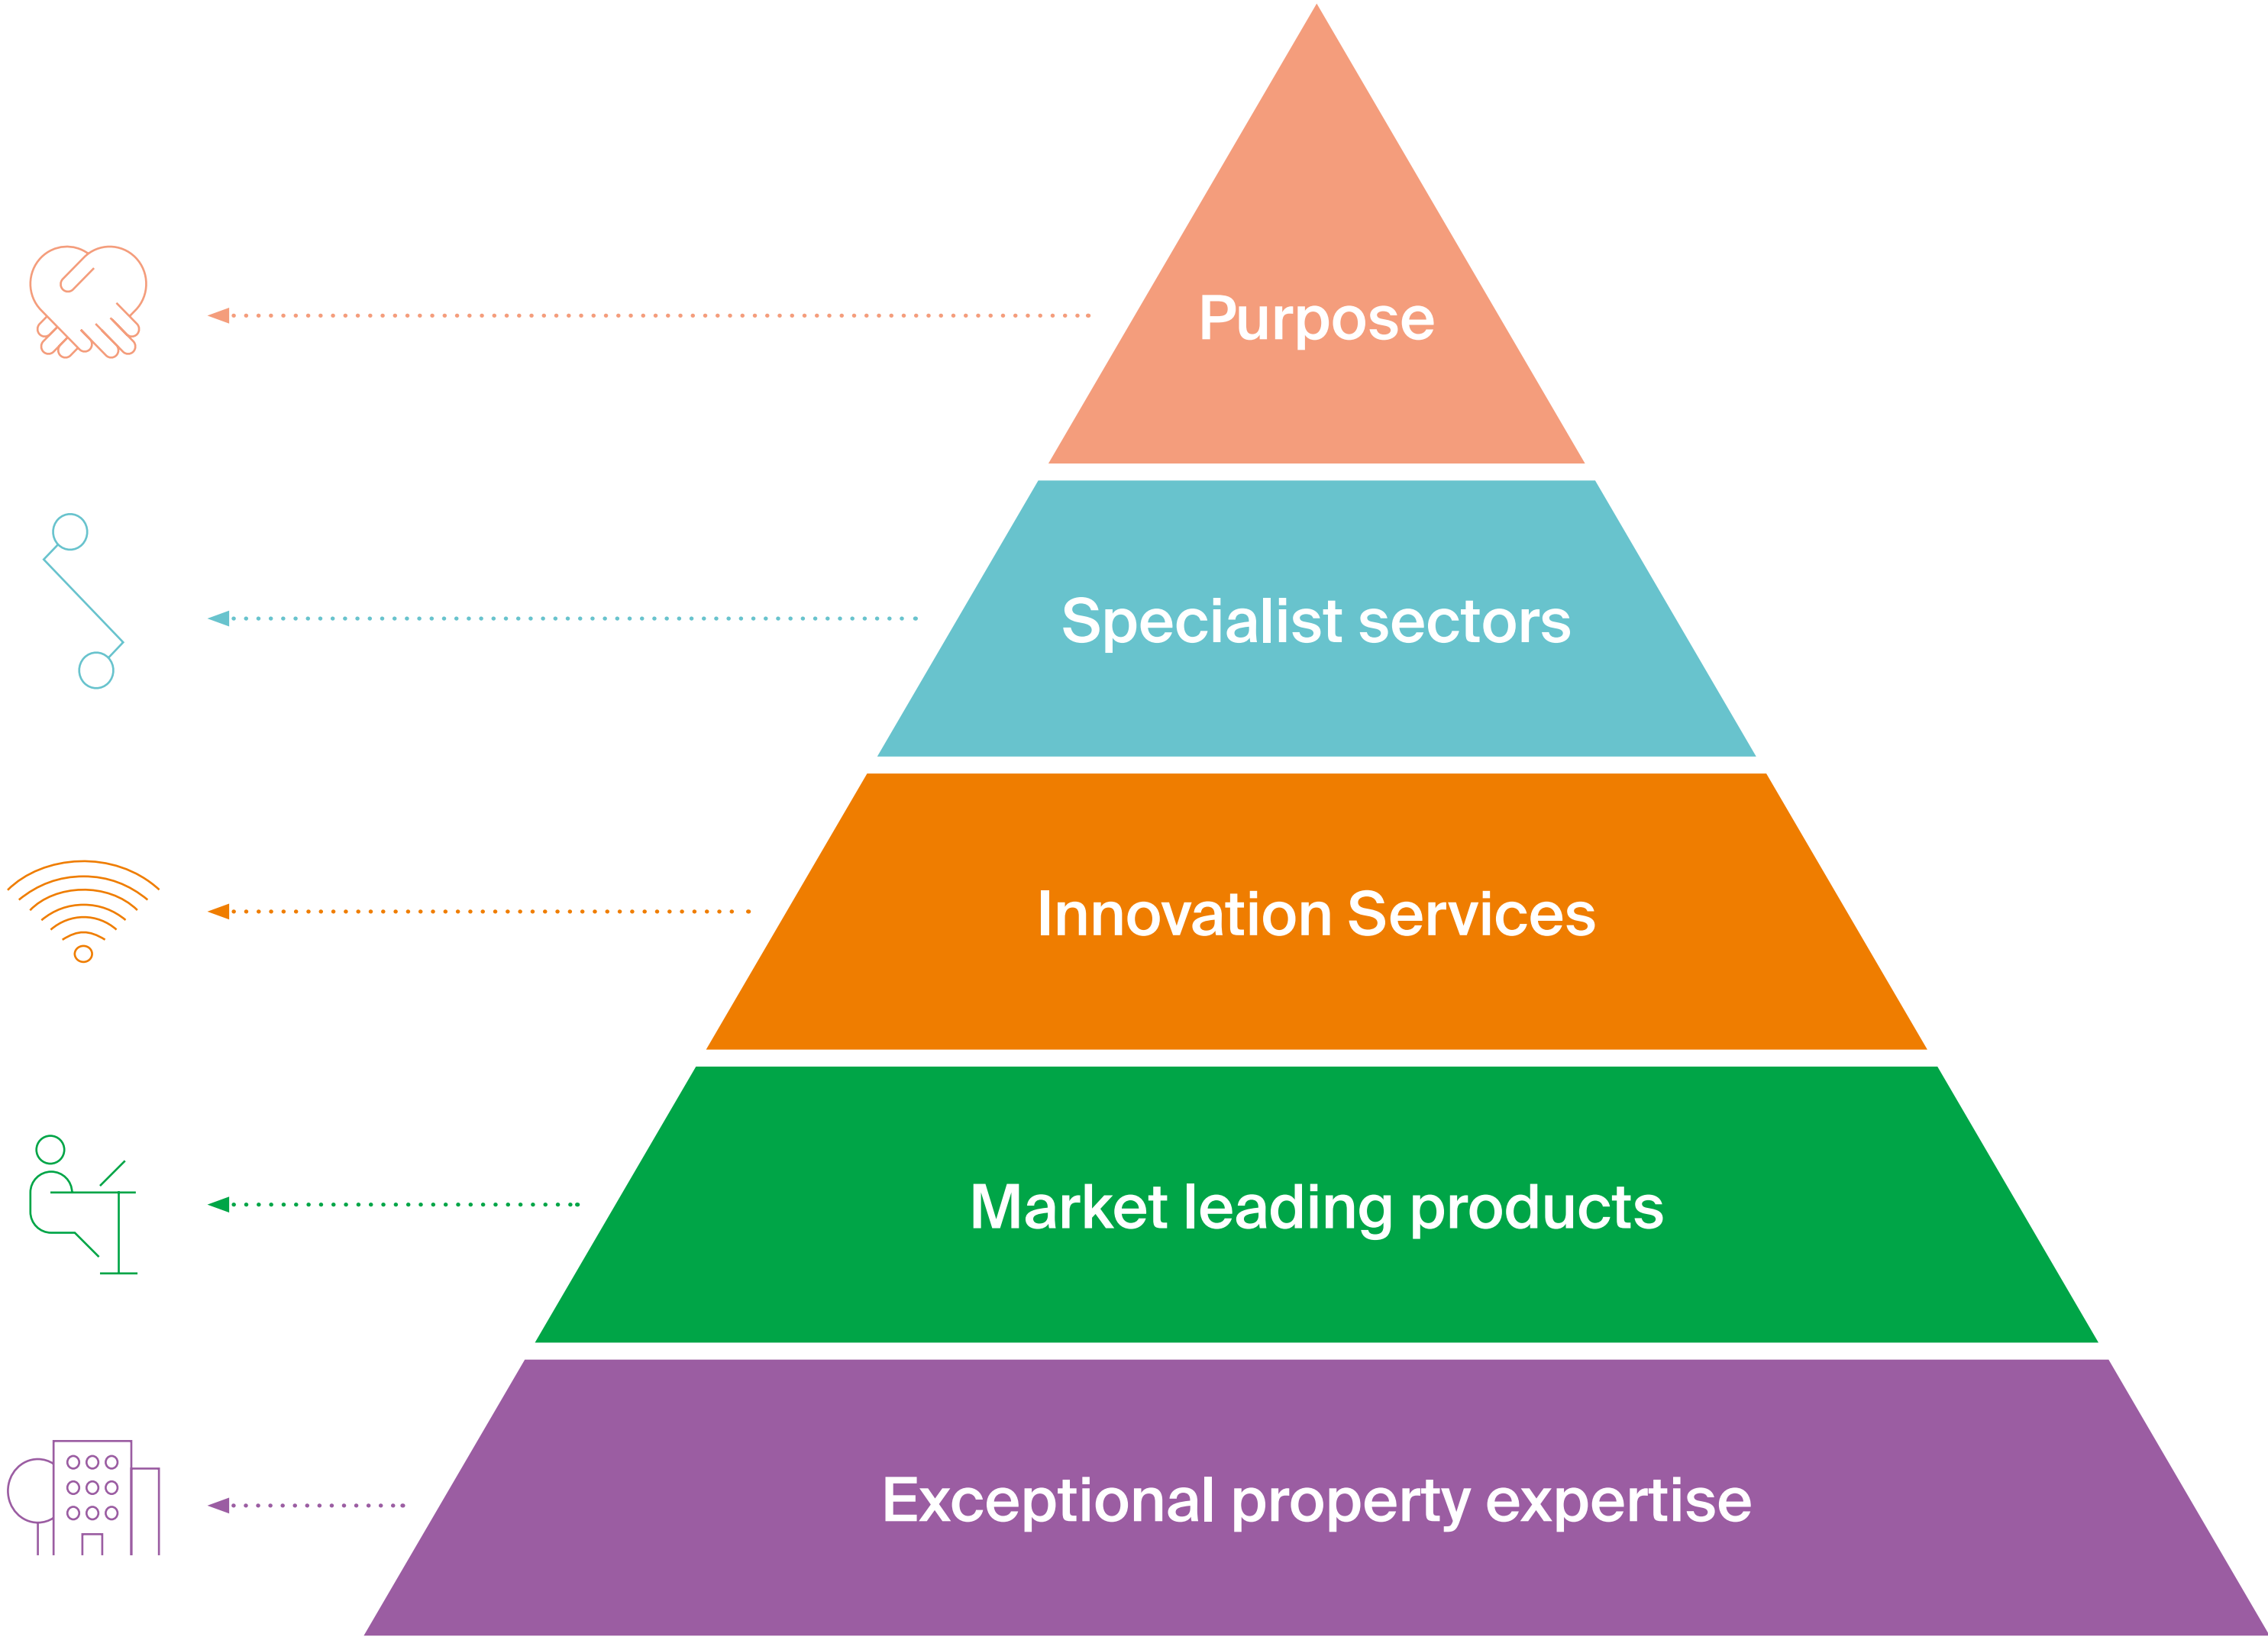 Purpose
Specialist sectors
Innovation Services
Market leading products
Exceptional property expertise